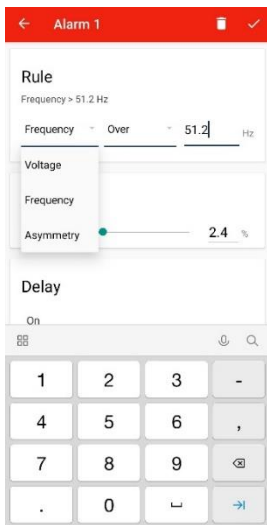 Alarm 1
Rule
Frequency > 51.2 Hz
Frequency Over 51.2 Hz
Voltage
Frequency
Asymmetry
2.4 %
Delay
On
1 2 3 -
4 5 6 ,
7 8 9
. 0